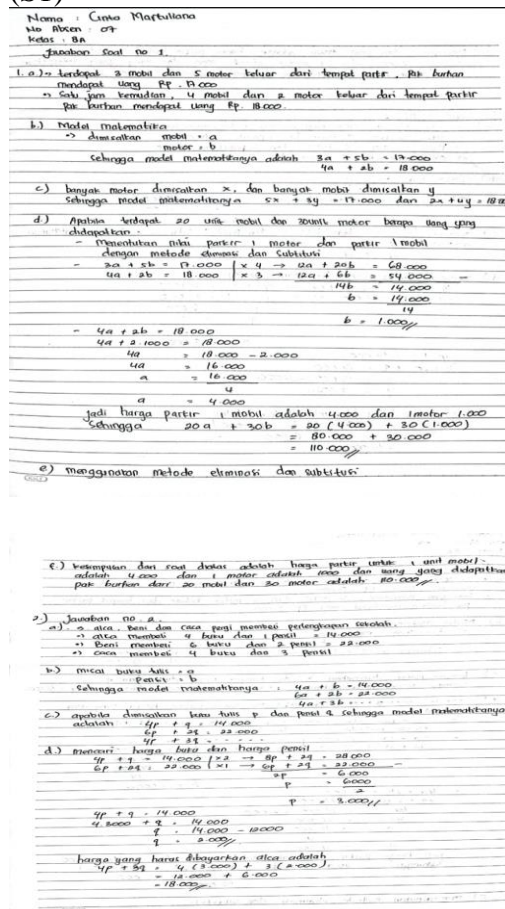 Nama : Cinta Martuliana
No Absen : 07
Kelas : 8A
Jawaban Soal no 1.
1. a.) → terdapat 3 mobil dan 5 motor keluar dari tempat parkir, Pak burhan
mendapat uang Rp. 17.000
→ Satu jam kemudian, 4 mobil dan 2 motor keluar dari tempat parkir
Pak burhan mendapat uang Rp. 18.000.
b.) Model matematika
→ dimisalkan mobil = a
motor = b
Sehingga model matematikanya adalah 3a + 5b = 17.000
4a + 2b = 18.000
c) banyak motor dimisalkan x, dan banyak mobil dimisalkan y
Sehingga model matematikanya 5x + 3y = 17.000 dan 2x + 4y = 18.0
d.) Apabila terdapat 20 unit mobil dan 30unit motor berapa uang yang
didapatkan.
- Menentukan nilai parkir 1 motor dan parkir 1 mobil
dengan metode eliminasi dan Subtitusi
- 3a + 5b = 17.000 | x 4 → 12a + 20b = 68.000
4a + 2b = 18.000 | x 3 → 12a + 6b = 54.000 -
14b = 14.000
b = 14.000
14
b = 1.000//
- 4a + 2b = 18.000
4a + 2.1000 = 18.000
4a = 18.000 - 2.000
4a = 16.000
a = 16.000
4
a = 4.000
Jadi harga parkir 1 mobil adalah 4.000 dan 1motor 1.000
Sehingga 20a + 30b = 20 (4.000) + 30 (1.000)
= 80.000 + 30.000
= 110.000//
e) menggunakan metode eliminasi dan subtitusi
f.) kesimpulan dari soal diatas adalah harga parkir untuk 1 unit mobil
adalah 4.000 dan 1 motor adalah 1000 dan uang yang didapatkan
pak burhan dari 20 mobil dan 30 motor adalah 110.000//.
2.) Jawaban no. 2.
a) → alca, Beni dan caca pergi membeli perlengkapan sekolah.
→ alca membeli 4 buku dan 1 pensil = 14.000
→ Beni membeli 6 buku dan 2 pensil = 22.000
→ caca membeli 4 buku dan 3 pensil
b.) misal buku tulis = a
Pensil = b
Sehingga model matematikanya : 4a + b = 14.000
6a + 2b = 22.000
4a + 3b = ...
c.) apabila dimisalkan buku tulis p dan pensil q sehingga model matematikanya
adalah : 4p + q = 14.000
6p + 2q = 22.000
4p + 3q = ...
d.) mencari harga buku dan harga pencil
4p + q = 14.000 | x2 → 8p + 2q = 28.000
6p + 2q = 22.000 | x1 → 6p + 2q = 22.000 -
2p = 6.000
p = 6000
2
p = 3.000//
4p + q = 14.000
4.3000 + q = 14.000
q = 14.000 - 12000
q = 2.000//
harga yang harus dibayarkan alca adalah
4p + 3q = 4 (3.000) + 3 (2.000)
= 12.000 + 6.000
= 18.000//